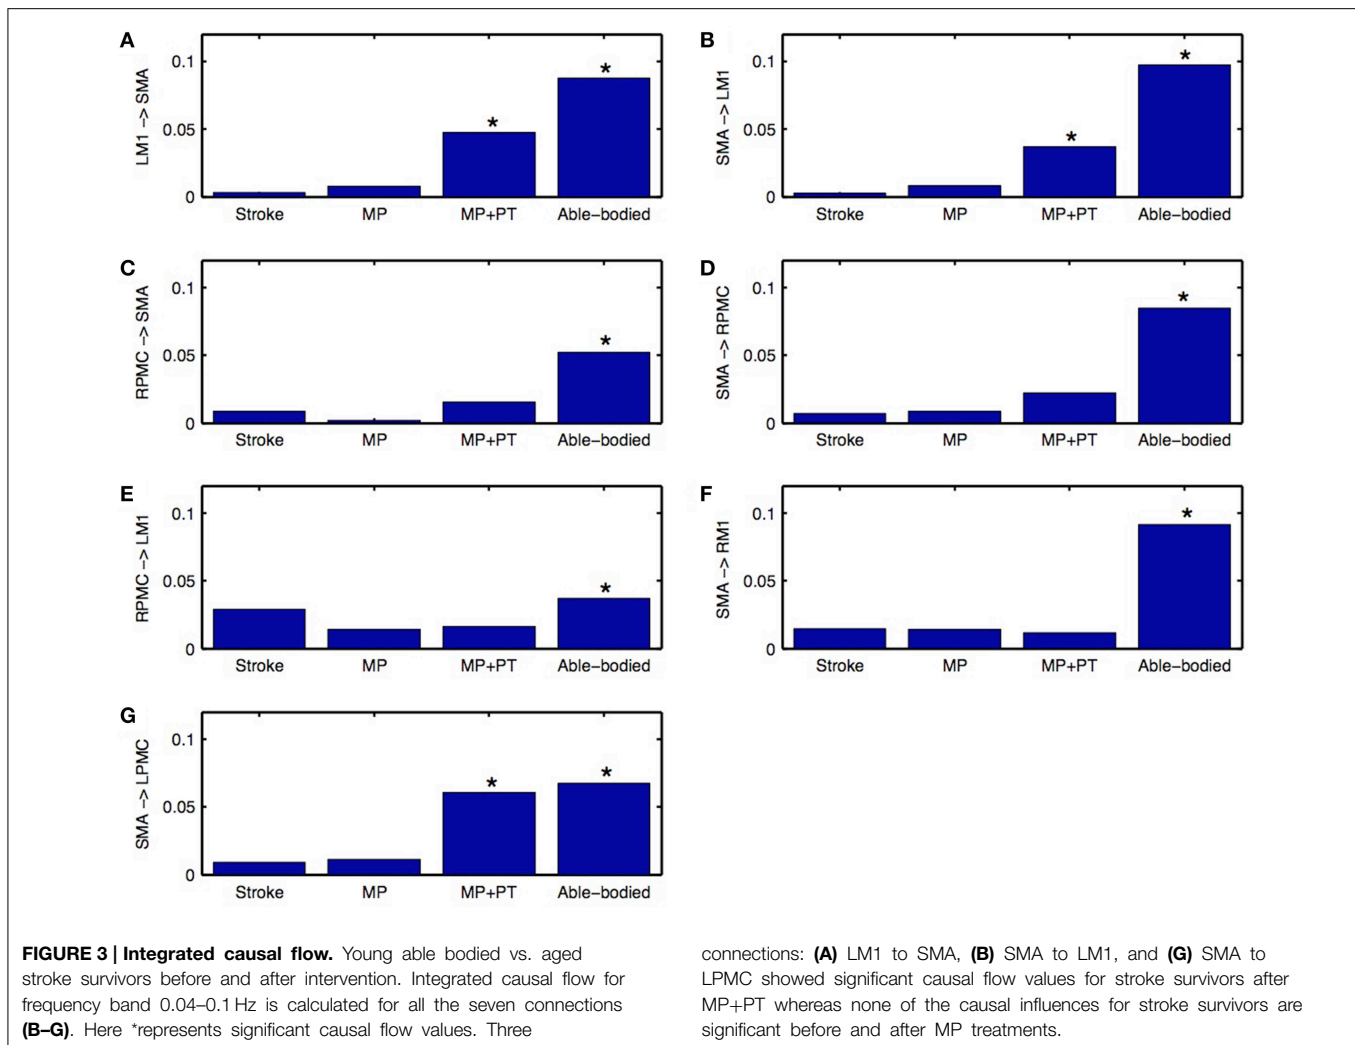 A
LM1 –> SMA
0.1
0.05
0
*
*
Stroke MP MP+PT Able–bodied
B
SMA –> LM1
0.1
0.05
0
*
*
Stroke MP MP+PT Able–bodied
C
RPMC –> SMA
0.1
0.05
0
*
Stroke MP MP+PT Able–bodied
D
SMA –> RPMC
0.1
0.05
0
*
Stroke MP MP+PT Able–bodied
E
RPMC –> LM1
0.1
0.05
0
*
Stroke MP MP+PT Able–bodied
F
SMA –> RM1
0.1
0.05
0
*
Stroke MP MP+PT Able–bodied
G
SMA –> LPMC
0.1
0.05
0
*
*
Stroke MP MP+PT Able–bodied
FIGURE 3 | Integrated causal flow. Young able bodied vs. aged
stroke survivors before and after intervention. Integrated causal flow for
frequency band 0.04–0.1 Hz is calculated for all the seven connections
(B–G). Here *represents significant causal flow values. Three
connections: (A) LM1 to SMA, (B) SMA to LM1, and (G) SMA to
LPMC showed significant causal flow values for stroke survivors after
MP+PT whereas none of the causal influences for stroke survivors are
significant before and after MP treatments.